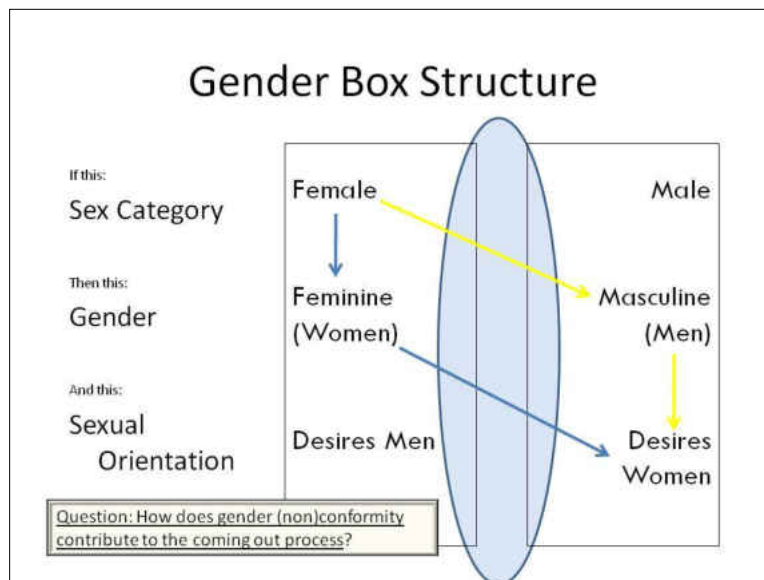 Gender Box Structure
If this:
Sex Category
Female
Male
Then this:
Gender
Feminine
(Women)
Masculine
(Men)
And this:
Sexual
Orientation
Desires Men
Desires
Women
Question: How does gender (non)conformity
contribute to the coming out process?